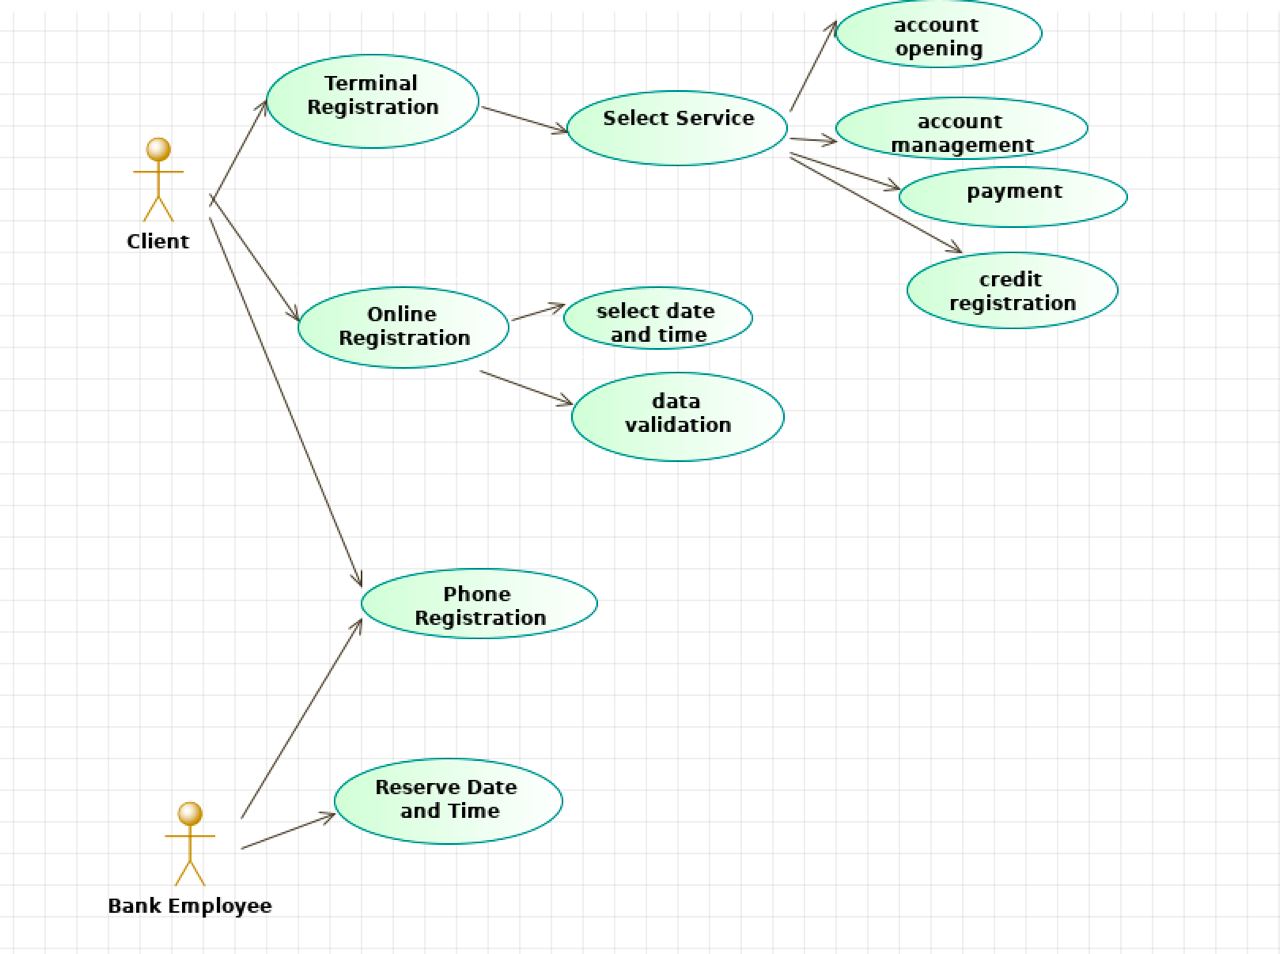 account
opening
Terminal
Registration
Select Service
account
management
payment
Client
credit
registration
Online
Registration
select date
and time
data
validation
Phone
Registration
Reserve Date
and Time
Bank Employee